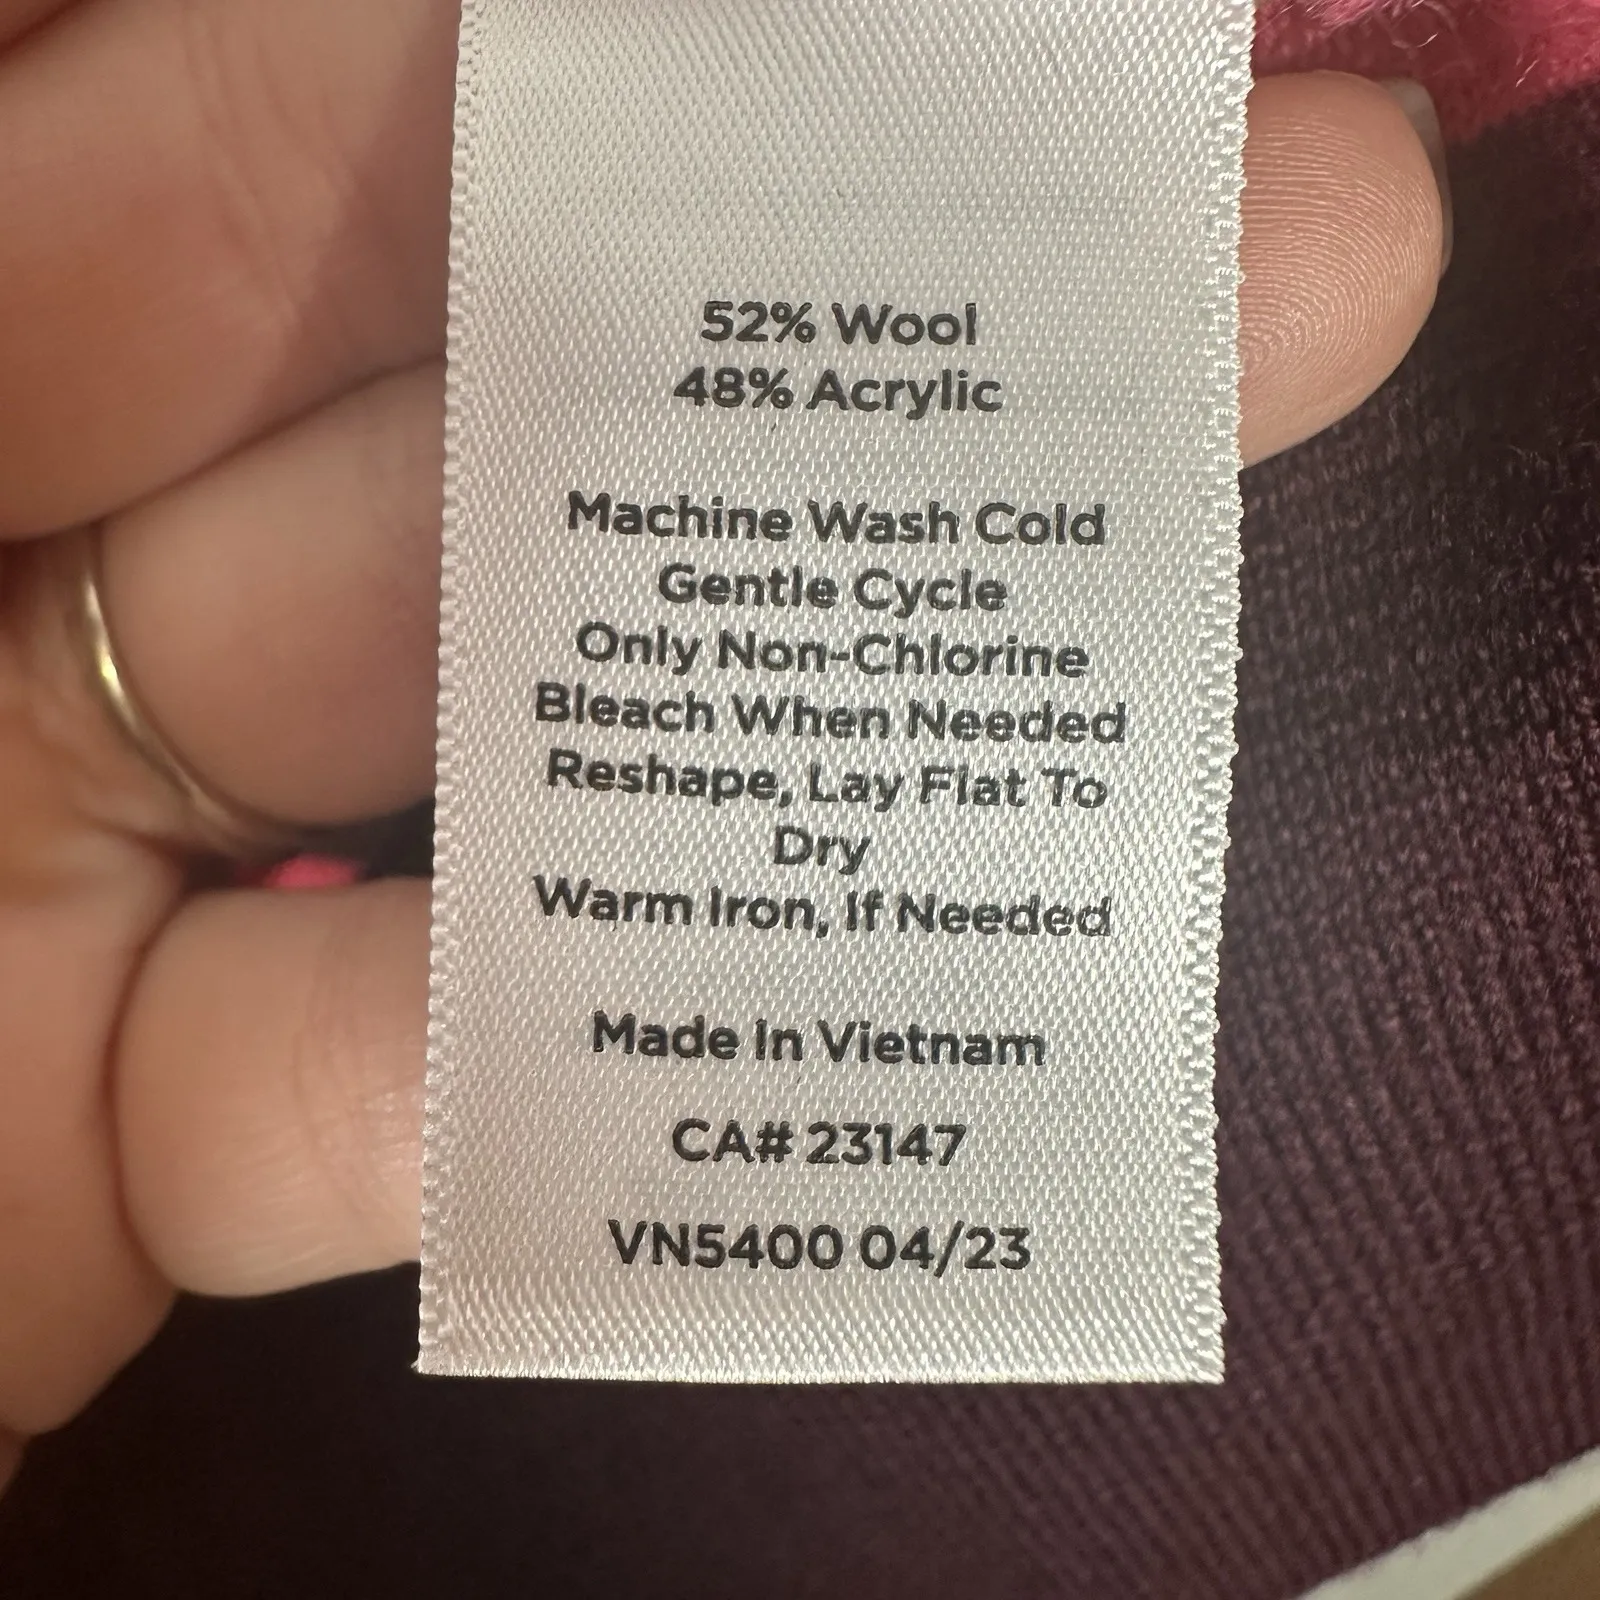 52% Wool
48% Acrylic
Machine Wash Cold
Gentle Cycle
Only Non-Chlorine
Bleach When Needed
Reshape, Lay Flat To
Dry
Warm Iron, If Needed
Made In Vietnam
CA# 23147
VN5400 04/23